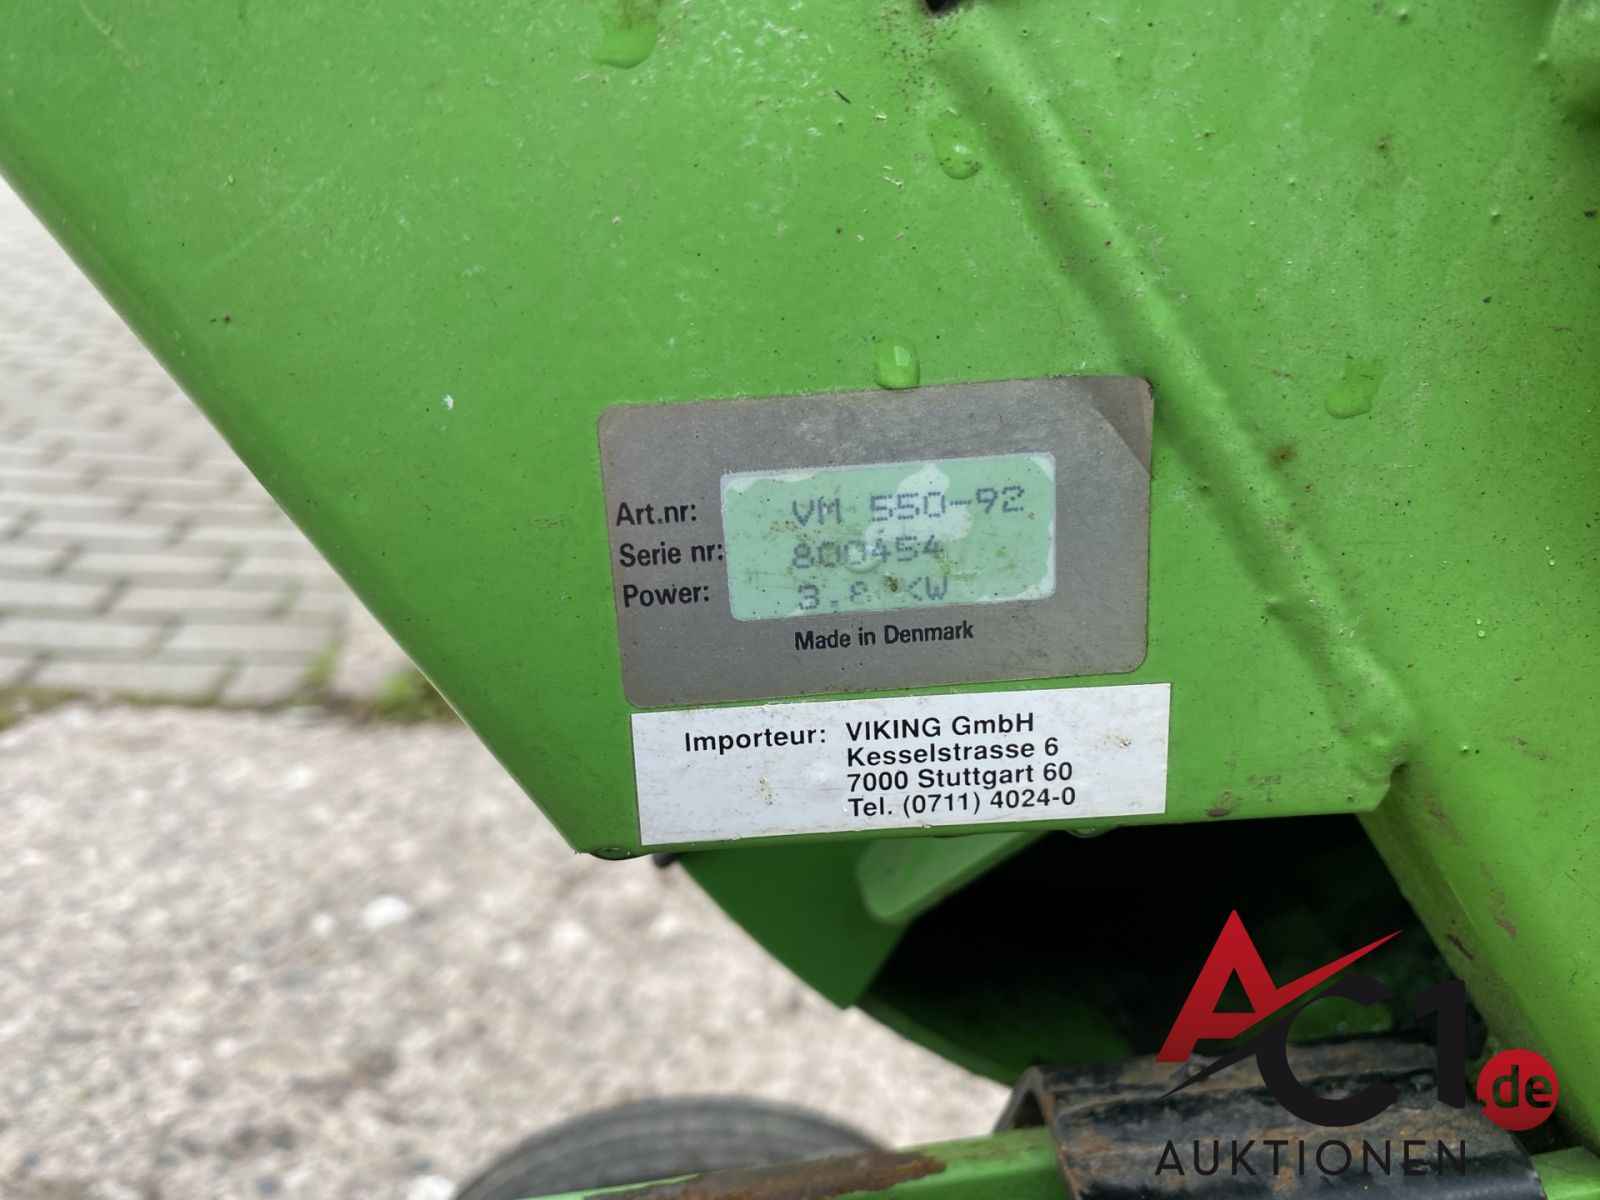 Art.nr: VM 550-92
Serie nr: 800454
Power: 3.8 KW
Made in Denmark
Importeur: VIKING GmbH
Kesselstrasse 6
7000 Stuttgart 60
Tel. (0711) 4024-0
AC1.de
AUKTIONEN